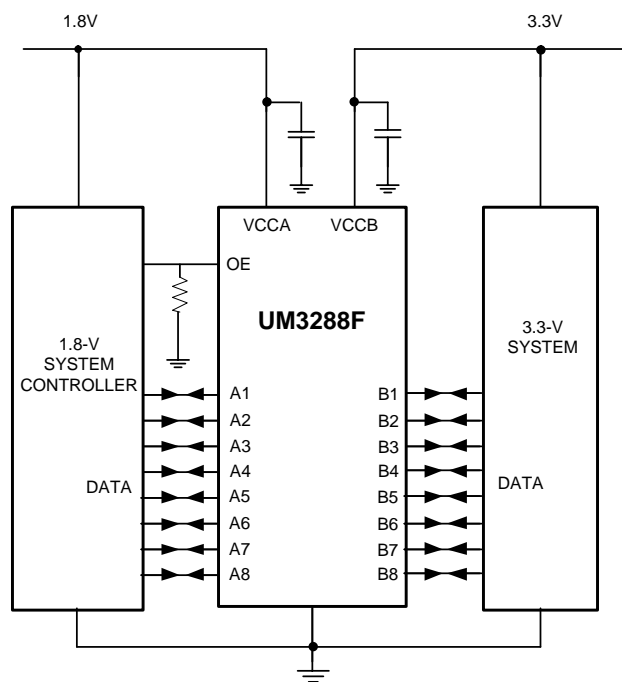 1.8V
3.3V
VCCA
VCCB
OE
UM3288F
1.8-V
SYSTEM
CONTROLLER
3.3-V
SYSTEM
A1
A2
A3
A4
A5
A6
A7
A8
B1
B2
B3
B4
B5
B6
B7
B8
DATA
DATA